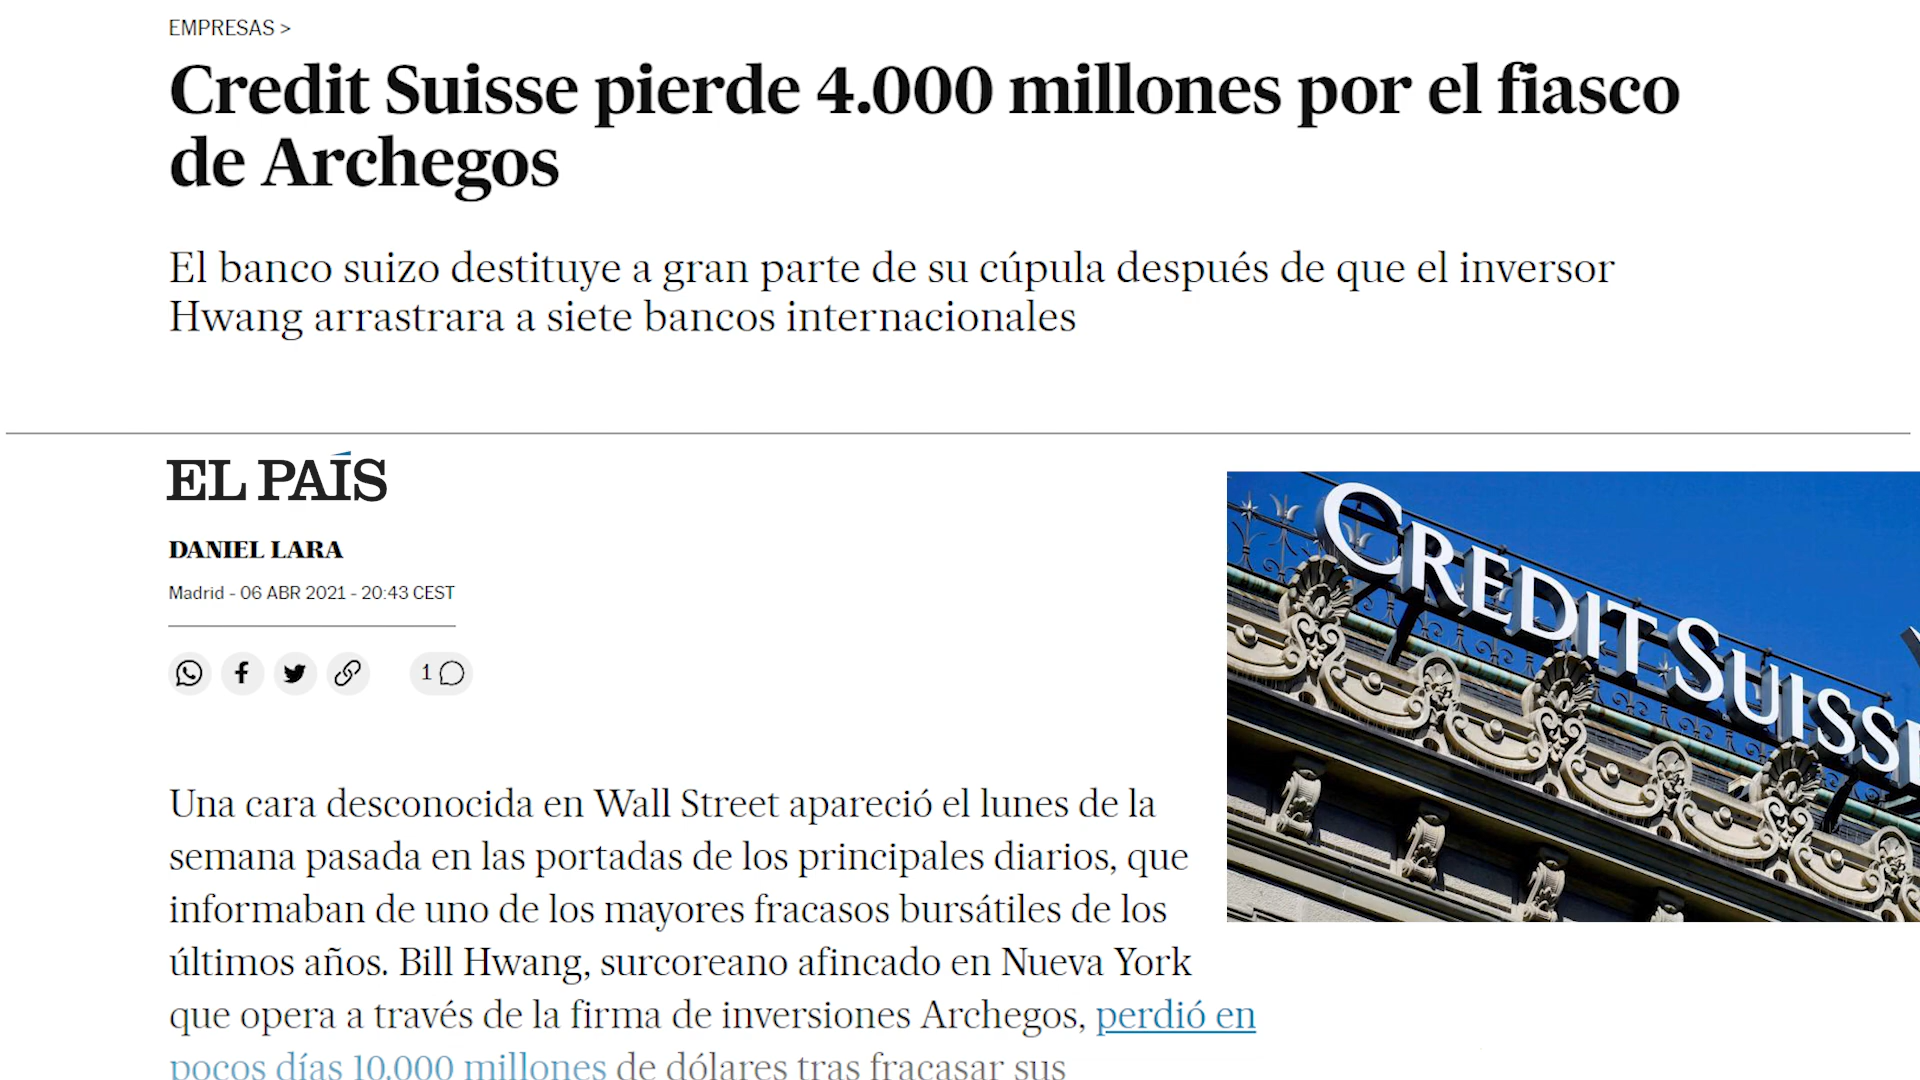 EMPRESAS >
Credit Suisse pierde 4.000 millones por el fiasco
de Archegos
El banco suizo destituye a gran parte de su cúpula después de que el inversor
Hwang arrastrara a siete bancos internacionales
EL PAÍS
DANIEL LARA
Madrid - 06 ABR 2021 - 20:43 CEST
1
CREDIT SUISSE
Una cara desconocida en Wall Street apareció el lunes de la
semana pasada en las portadas de los principales diarios, que
informaban de uno de los mayores fracasos bursátiles de los
últimos años. Bill Hwang, surcoreano afincado en Nueva York
que opera a través de la firma de inversiones Archegos, perdió en
pocos días 10.000 millones de dólares tras fracasar sus